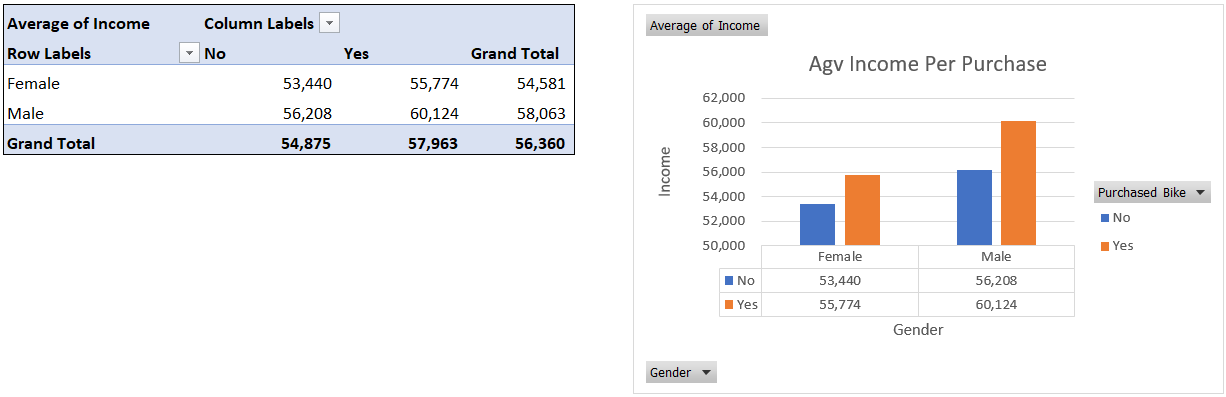 Average of Income Column Labels
Row Labels No Yes Grand Total
Female 53,440 55,774 54,581
Male 56,208 60,124 58,063
Grand Total 54,875 57,963 56,360
Average of Income
Agv Income Per Purchase
62,000
60,000
58,000
56,000
54,000
52,000
50,000
Income
Female Male
No 53,440 56,208
Yes 55,774 60,124
Gender
Purchased Bike
No
Yes
Gender